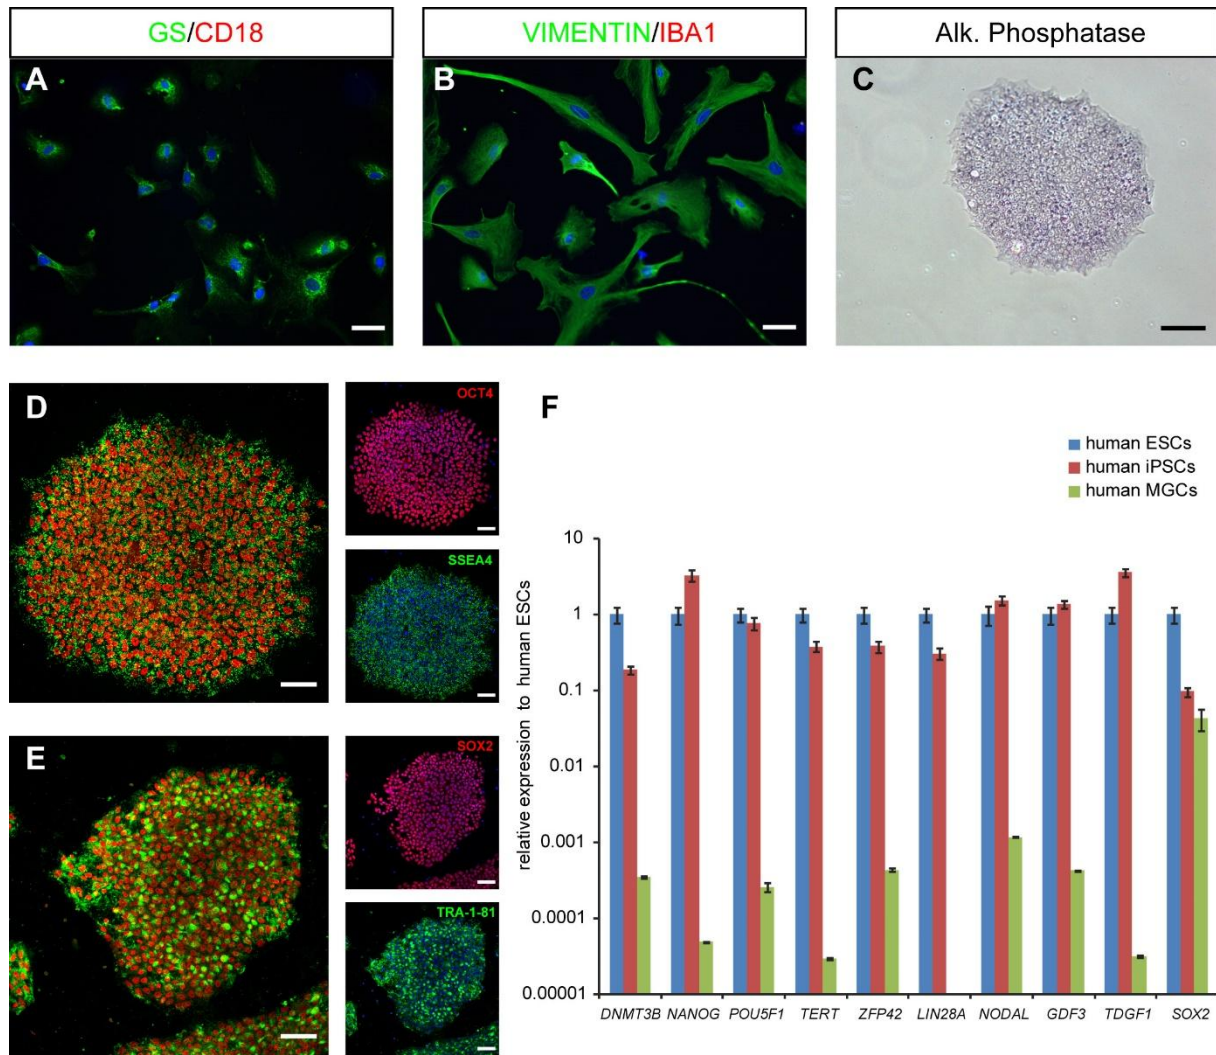 GS/CD18
VIMENTIN/IBA1
Alk. Phosphatase
A
B
C
D
OCT4
SSEA4
E
SOX2
TRA-1-81
F
human ESCs
human iPSCs
human MGCs
relative expression to human ESCs
10
1
0.1
0.01
0.001
0.0001
0.00001
DNMT3B NANOG POU5F1 TERT ZFP42 LIN28A NODAL GDF3 TDGF1 SOX2